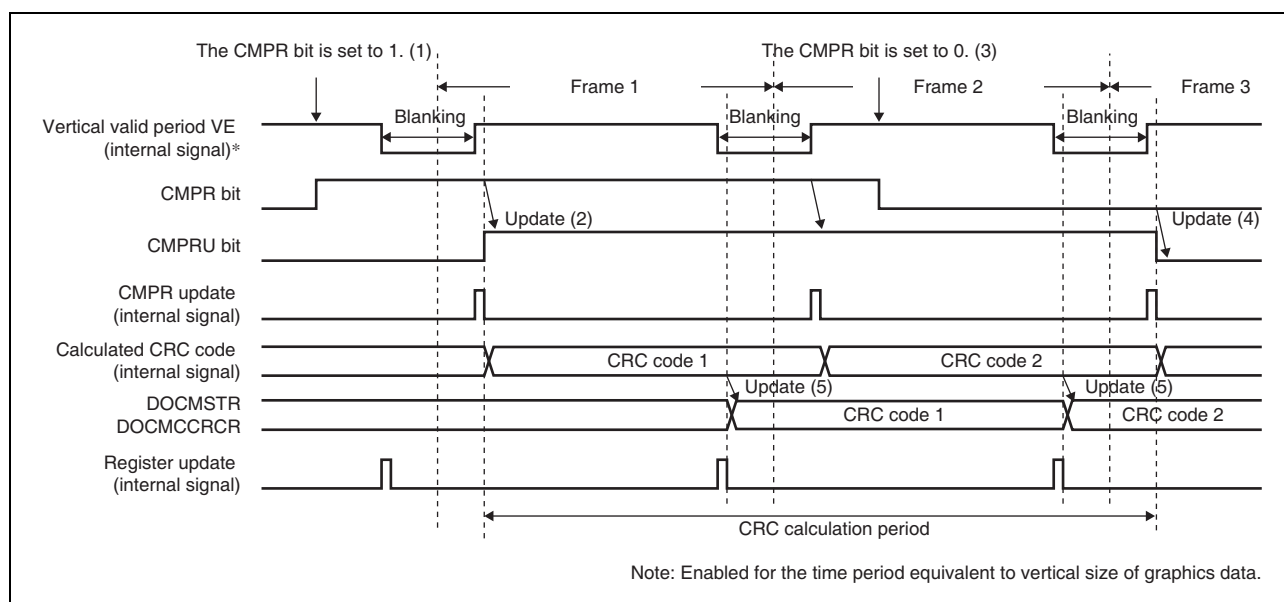 The CMPR bit is set to 1. (1)
The CMPR bit is set to 0. (3)
Frame 1
Frame 2
Frame 3
Vertical valid period VE
(internal signal)*
Blanking
Blanking
Blanking
CMPR bit
Update (2)
Update (4)
CMPRU bit
CMPR update
(internal signal)
Calculated CRC code
(internal signal)
CRC code 1
CRC code 2
Update (5)
Update (5)
DOCMSTR
DOCMCCRCR
CRC code 1
CRC code 2
Register update
(internal signal)
CRC calculation period
Note: Enabled for the time period equivalent to vertical size of graphics data.